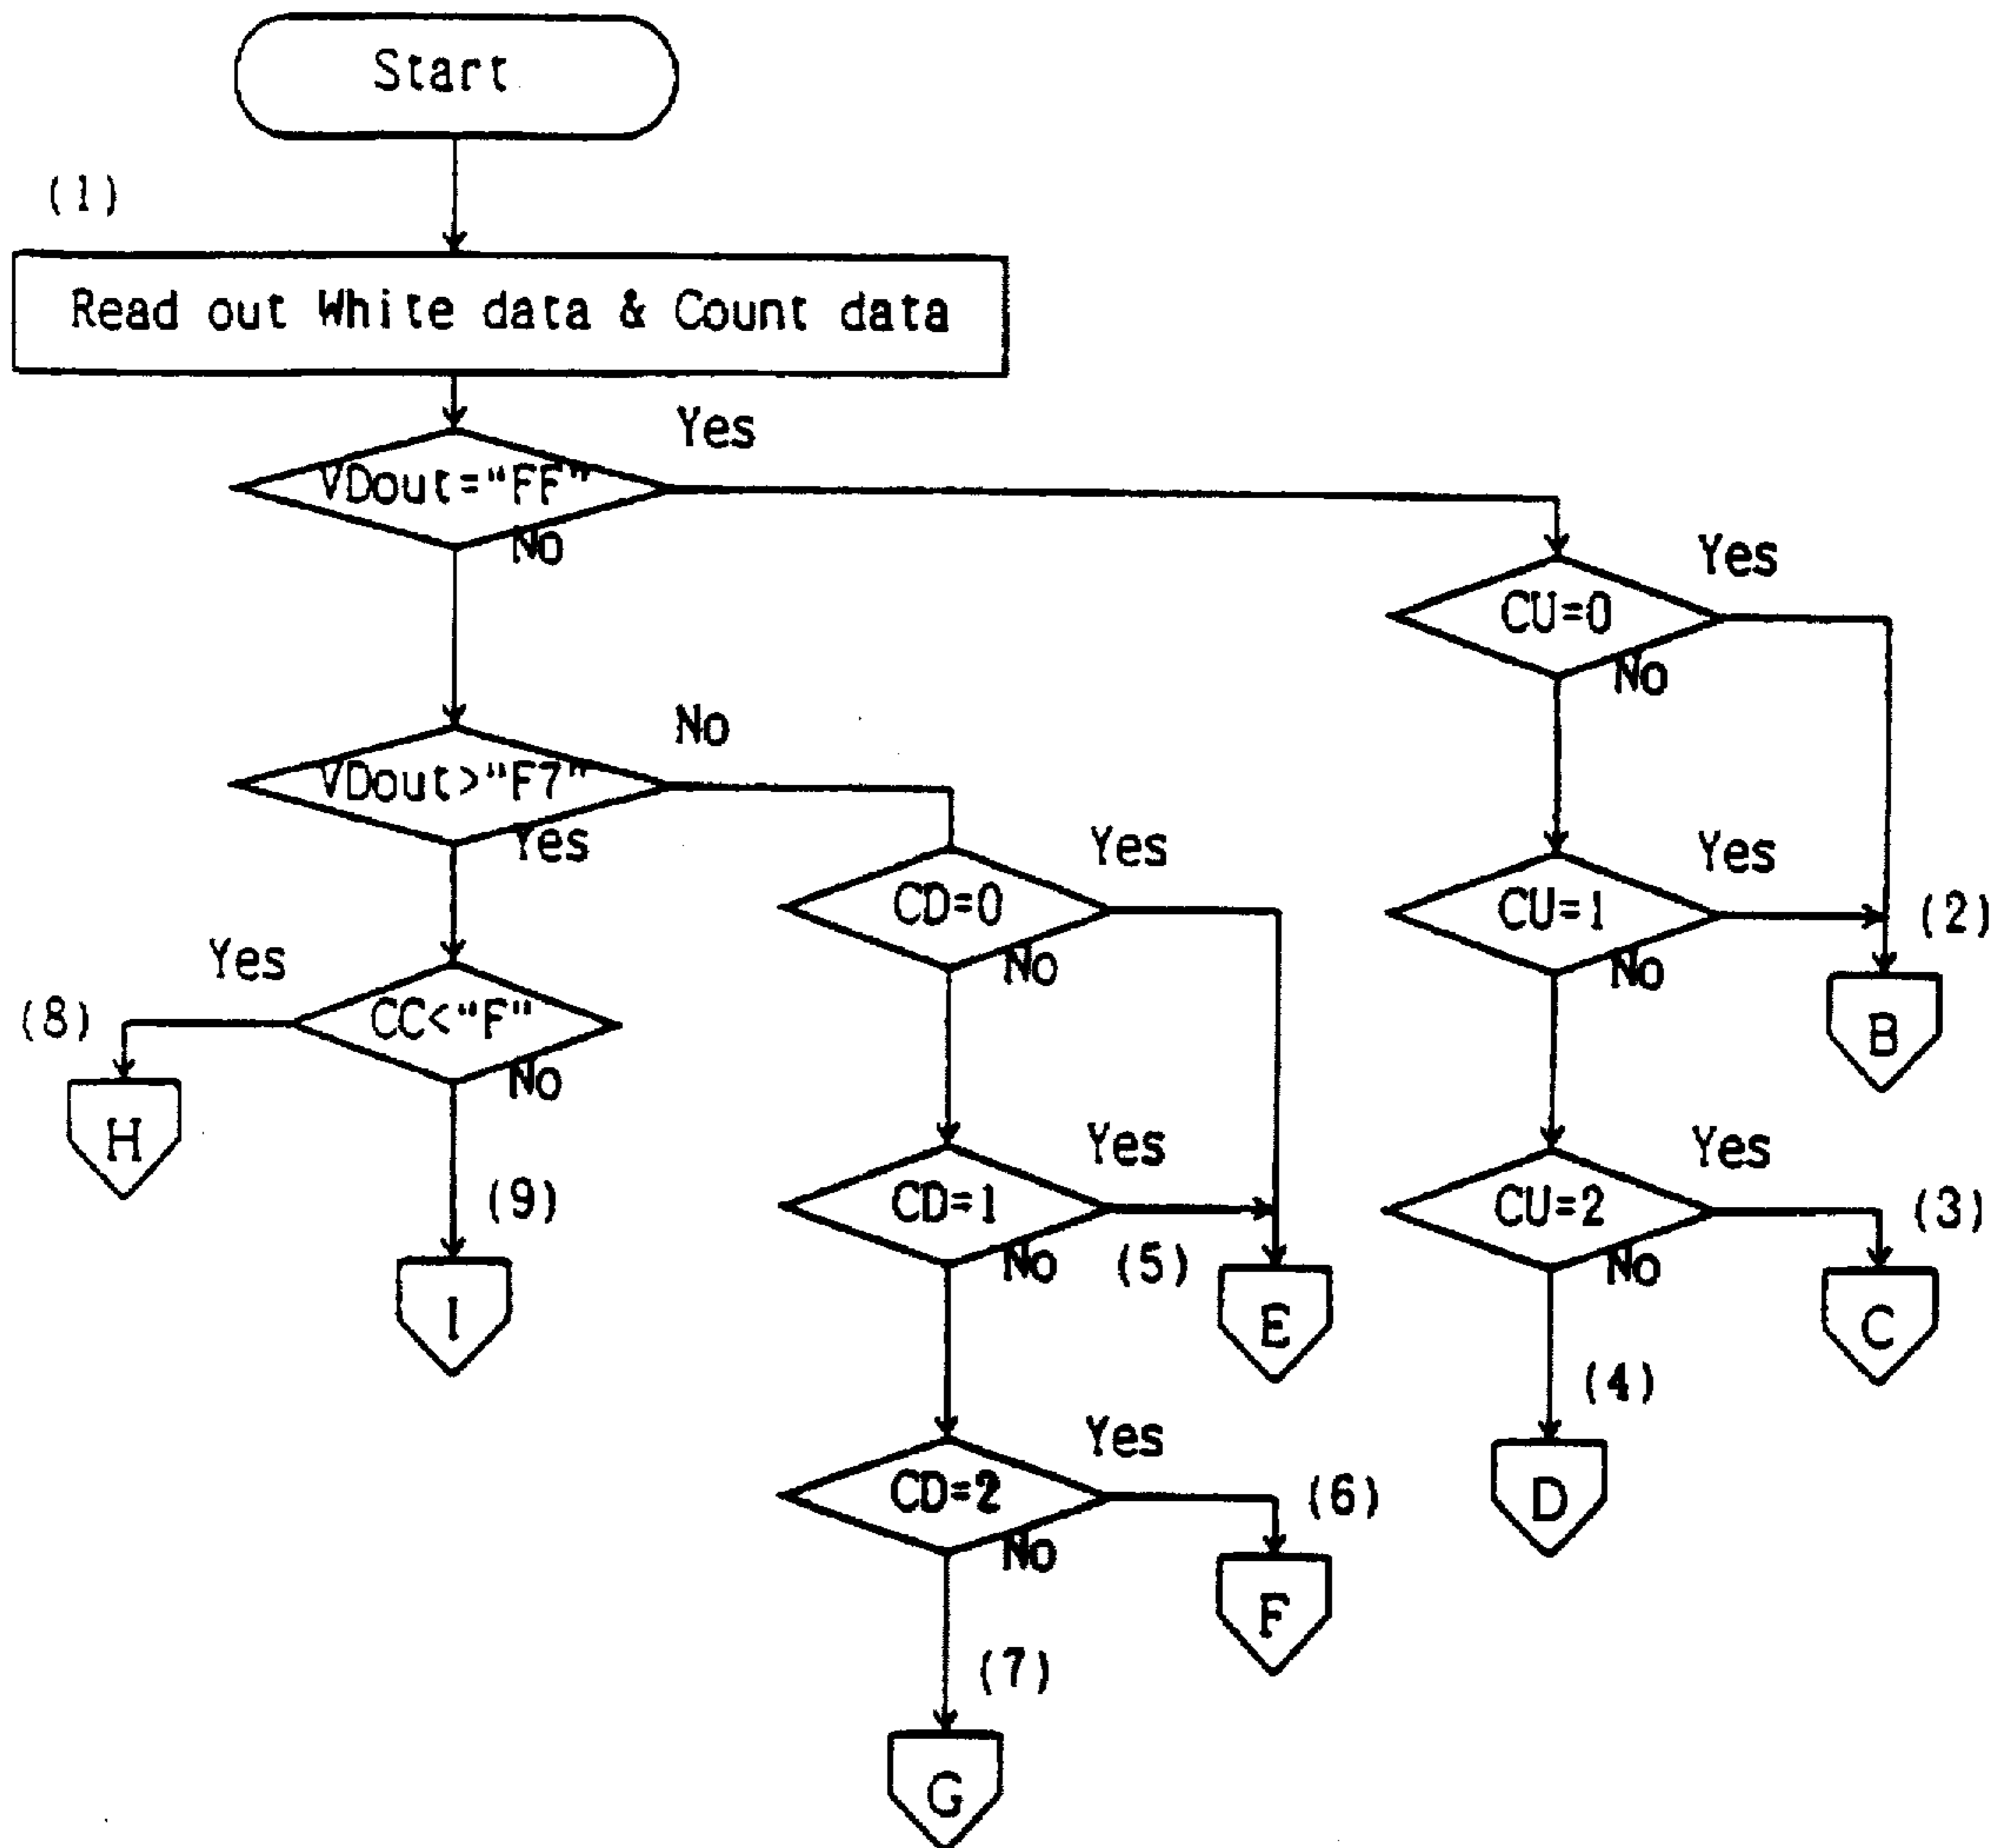 Start
(1)
Read out White data & Count data
VDout="FF"
Yes
No
CU=0
Yes
No
VDout>"F7"
No
Yes
CD=0
Yes
No
CU=1
Yes
No
(2)
B
CC<"F"
Yes
No
(8)
H
(9)
I
CD=1
Yes
No
(5)
E
CU=2
Yes
No
(3)
C
(4)
D
CD=2
Yes
No
(6)
F
(7)
G